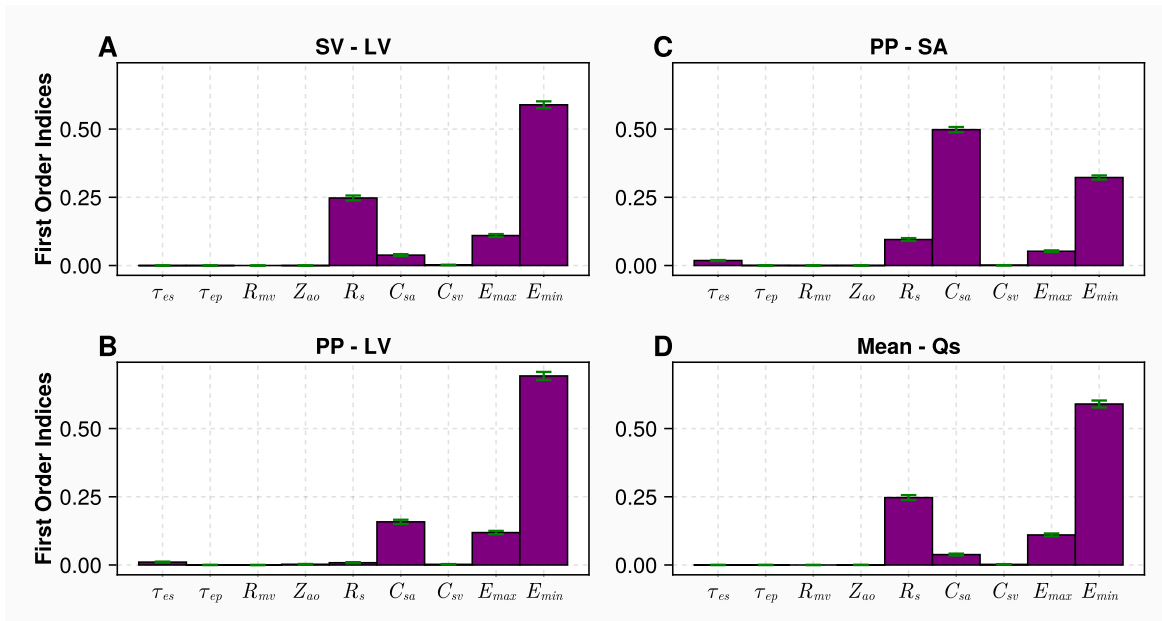 A
SV - LV
First Order Indices
0.50
0.25
0.00
τes τep Rmv Zao Rs Csa Csv Emax Emin
C
PP - SA
0.50
0.25
0.00
τes τep Rmv Zao Rs Csa Csv Emax Emin
B
PP - LV
First Order Indices
0.50
0.25
0.00
τes τep Rmv Zao Rs Csa Csv Emax Emin
D
Mean - Qs
0.50
0.25
0.00
τes τep Rmv Zao Rs Csa Csv Emax Emin